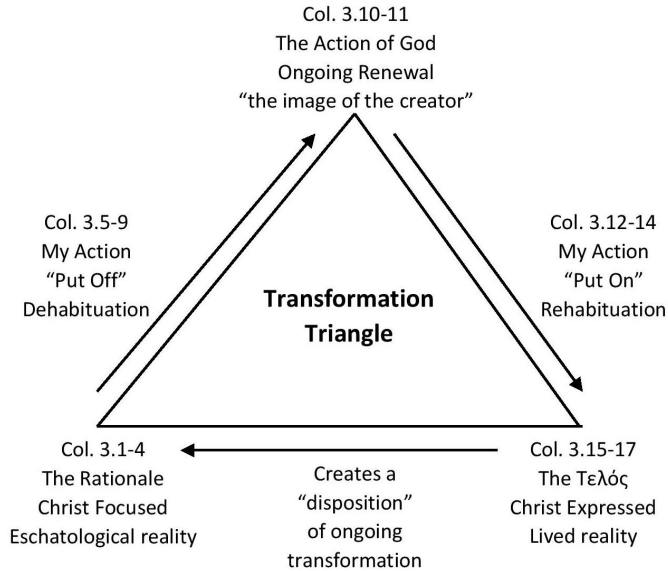 Col. 3.10-11
The Action of God
Ongoing Renewal
“the image of the creator”
Col. 3.5-9
My Action
“Put Off”
Dehabituation
Col. 3.12-14
My Action
“Put On”
Rehabituation
Transformation
Triangle
Col. 3.1-4
The Rationale
Christ Focused
Eschatological reality
Creates a
“disposition”
of ongoing
transformation
Col. 3.15-17
The Τελός
Christ Expressed
Lived reality